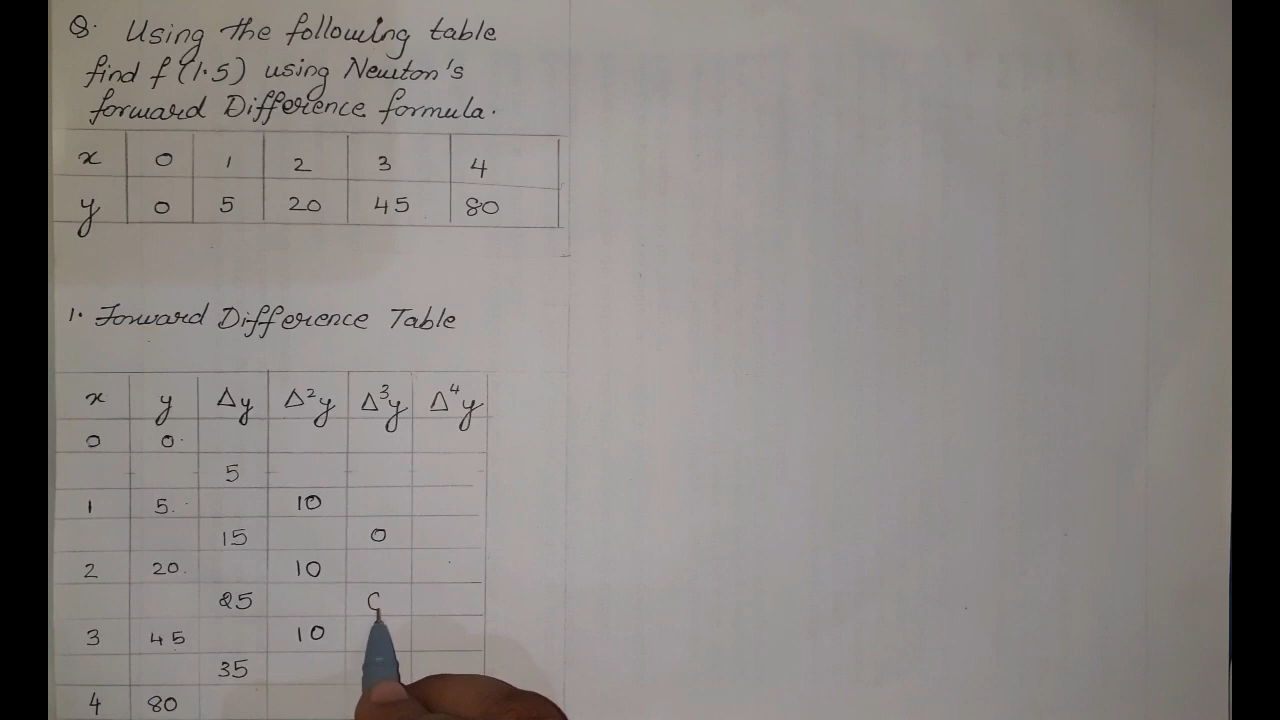 Q. Using the following table
find f(1.5) using Newton's
forward Difference formula.
x 0 1 2 3 4
y 0 5 20 45 80
1. Forward Difference Table
x y Δy Δ²y Δ³y Δ⁴y
0 0
5
1 5
10
15 0
2 20 10
25 0
3 45 10
35
4 80